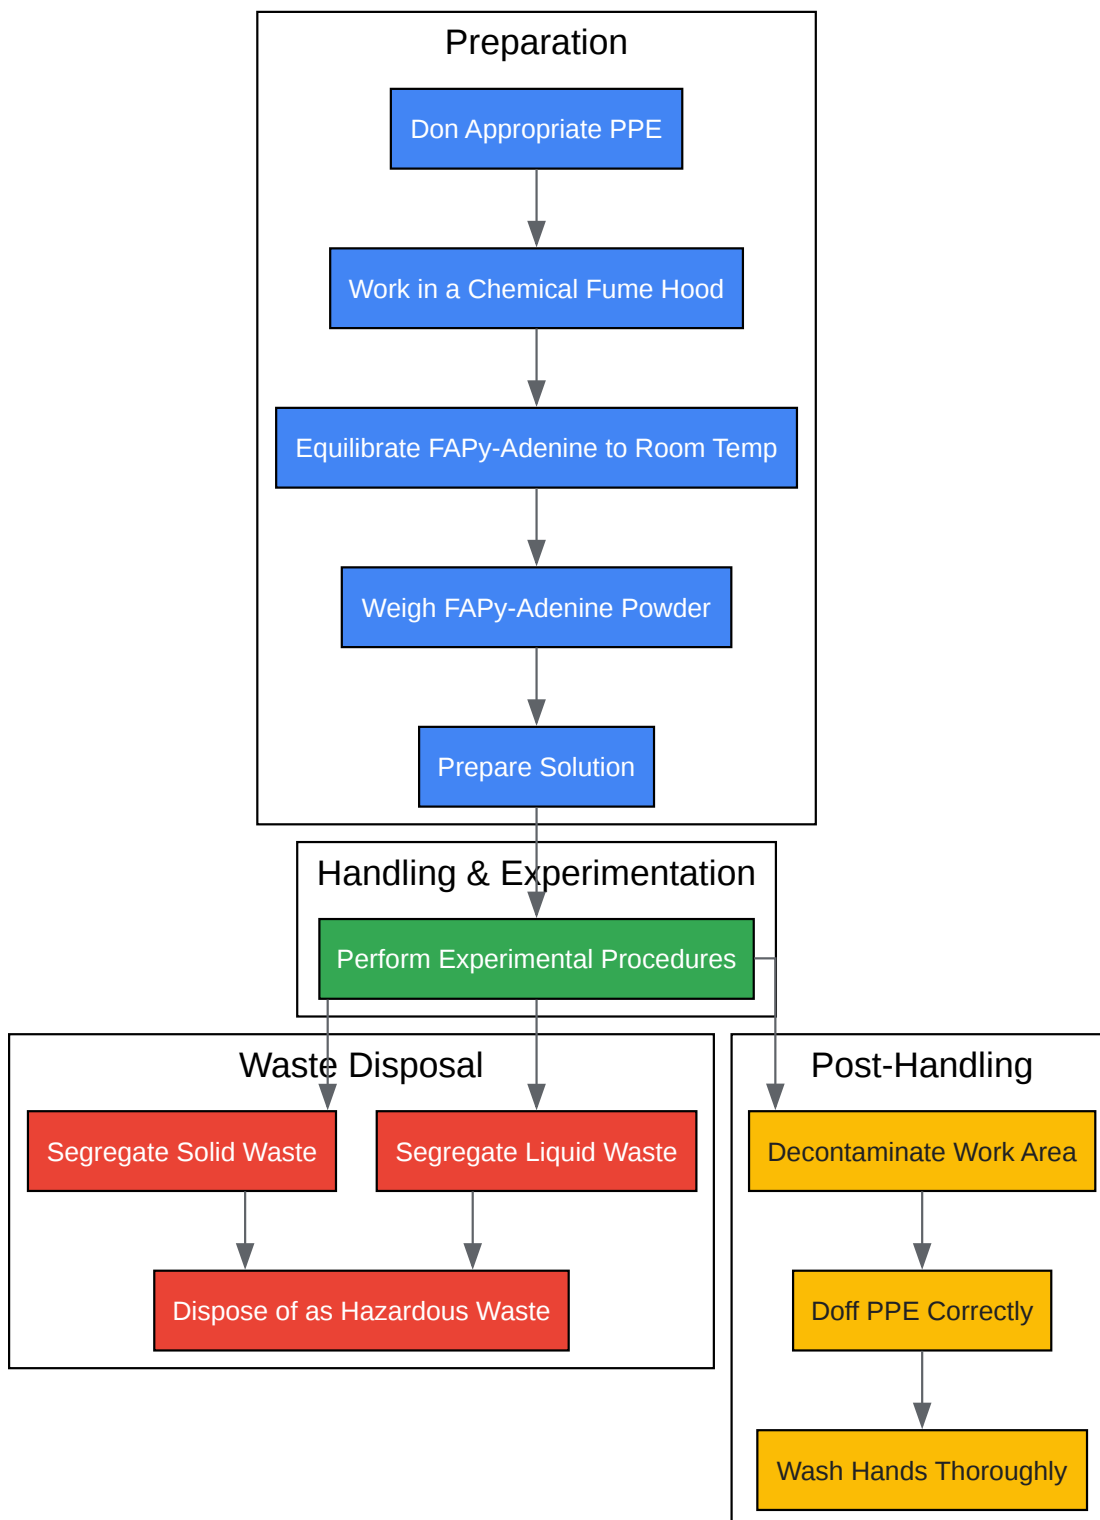 Preparation
Don Appropriate PPE
Work in a Chemical Fume Hood
Equilibrate FAPy-Adenine to Room Temp
Weigh FAPy-Adenine Powder
Prepare Solution
Handling & Experimentation
Perform Experimental Procedures
Waste Disposal
Segregate Solid Waste
Segregate Liquid Waste
Dispose of as Hazardous Waste
Post-Handling
Decontaminate Work Area
Doff PPE Correctly
Wash Hands Thoroughly